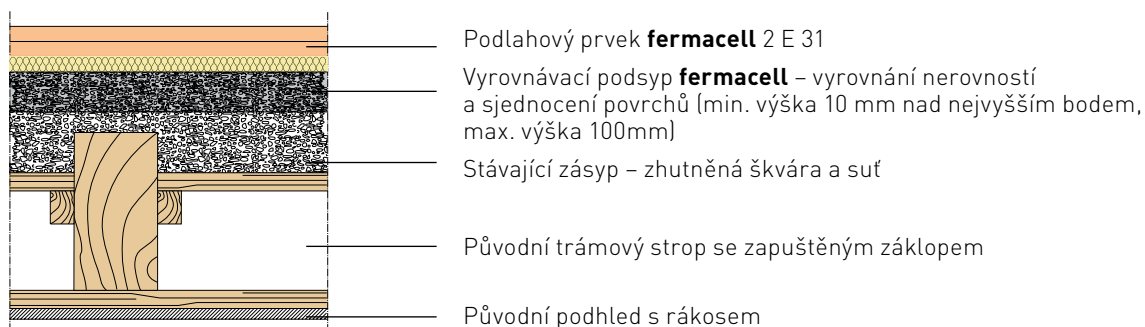 Podlahový prvek fermacell 2 E 31
Vyrovnávací podsyp fermacell – vyrovnání nerovností
a sjednocení povrchů (min. výška 10 mm nad nejvyšším bodem,
max. výška 100mm)
Stávající zásyp – zhutněná škvára a suť
Původní trámový strop se zapuštěným záklopem
Původní podhled s rákosem